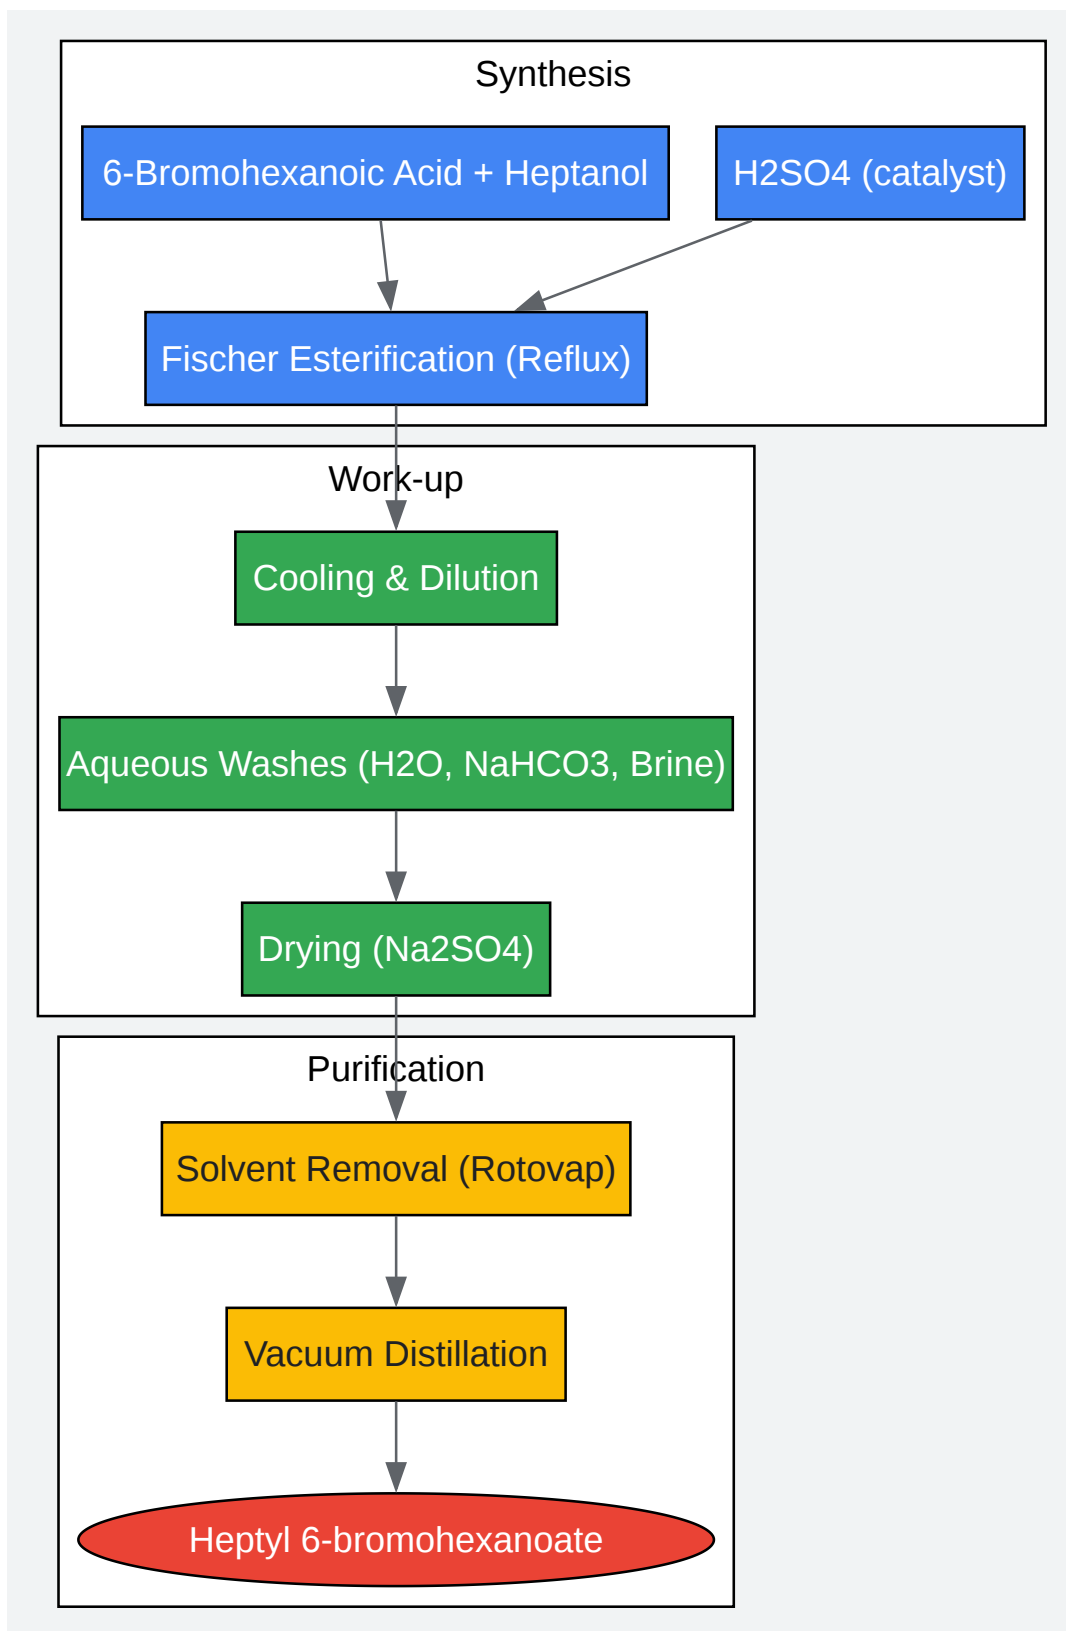 Synthesis
6-Bromohexanoic Acid + Heptanol
H2SO4 (catalyst)
Fischer Esterification (Reflux)
Work-up
Cooling & Dilution
Aqueous Washes (H2O, NaHCO3, Brine)
Drying (Na2SO4)
Purification
Solvent Removal (Rotovap)
Vacuum Distillation
Heptyl 6-bromohexanoate